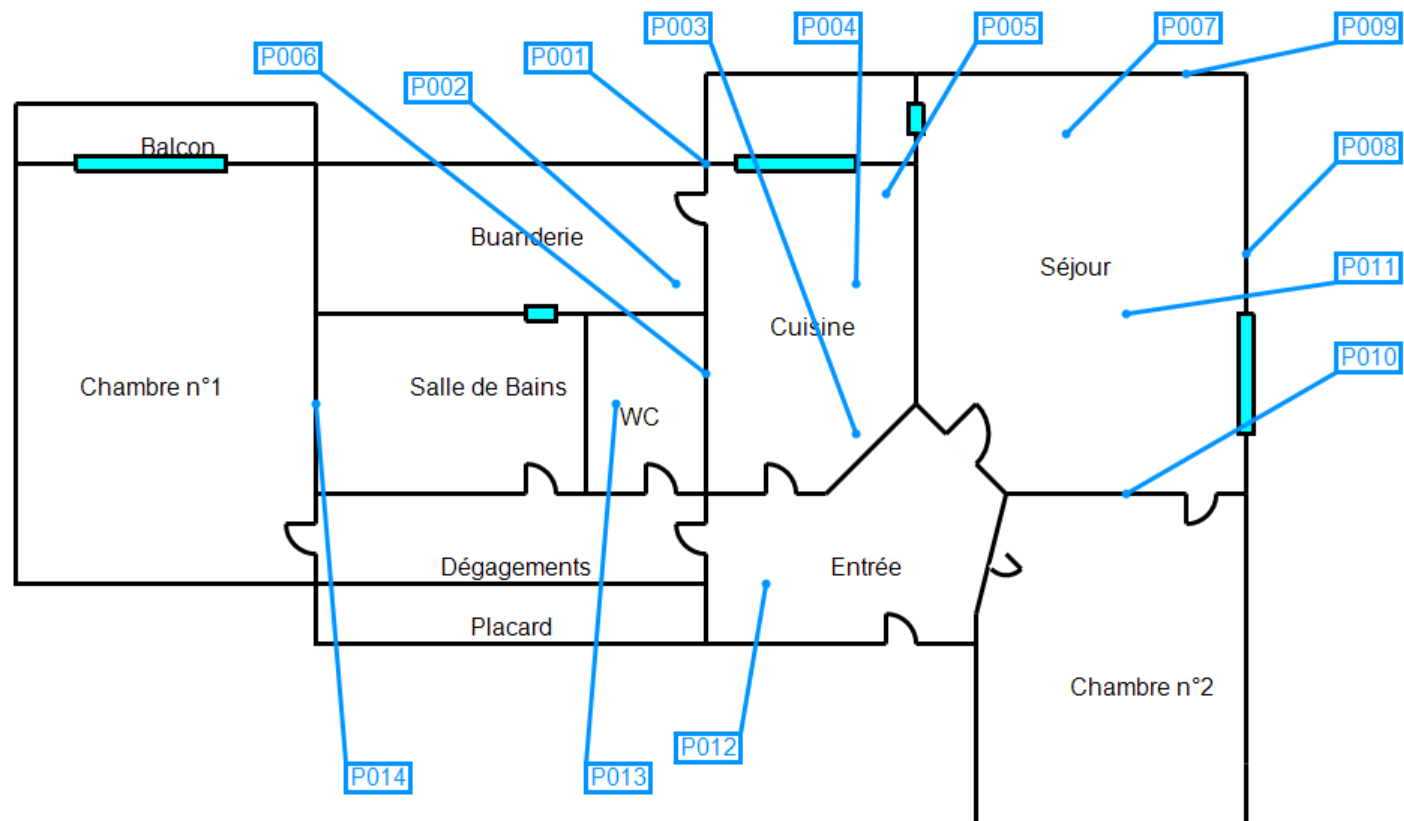 P003
P004
P005
P007
P009
P006
P001
P002
Balcon
P008
Buanderie
Séjour
P011
Cuisine
P010
Chambre n°1
Salle de Bains
WC
Dégagements
Entrée
Placard
Chambre n°2
P012
P014
P013